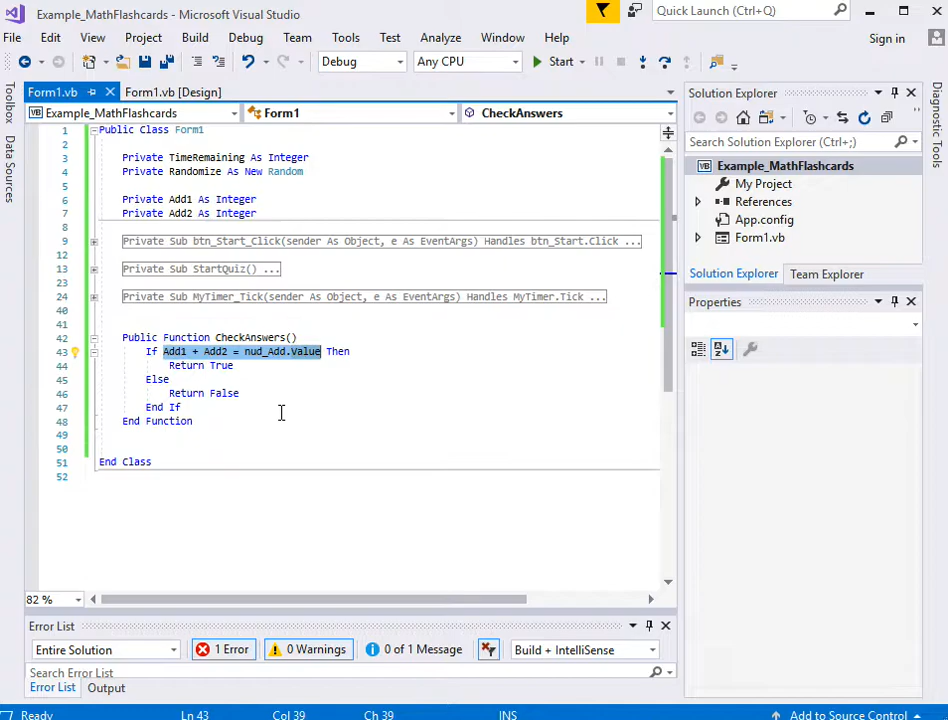 Example_MathFlashcards - Microsoft Visual Studio
Quick Launch (Ctrl+Q)
File Edit View Project Build Debug Team Tools Test Analyze Window Help
Sign in
Debug Any CPU Start
Toolbox
Data Sources
Form1.vb Form1.vb [Design]
Example_MathFlashcards Form1 CheckAnswers
1 Public Class Form1
2
3 Private TimeRemaining As Integer
4 Private Randomize As New Random
5
6 Private Add1 As Integer
7 Private Add2 As Integer
8
9 Private Sub btn_Start_Click(sender As Object, e As EventArgs) Handles btn_Start.Click ...
12
13 Private Sub StartQuiz() ...
23
24 Private Sub MyTimer_Tick(sender As Object, e As EventArgs) Handles MyTimer.Tick ...
40
41
42 Public Function CheckAnswers()
43 If Add1 + Add2 = nud_Add.Value Then
44 Return True
45 Else
46 Return False
47 End If
48 End Function
49
50
51 End Class
52
82 %
Error List
Entire Solution 1 Error 0 Warnings 0 of 1 Message Build + IntelliSense
Search Error List
Error List Output
Solution Explorer
Search Solution Explorer (Ctrl+;)
Example_MathFlashcards
My Project
References
App.config
Form1.vb
Solution Explorer Team Explorer
Properties
Diagnostic Tools
Ready Ln 43 Col 39 Ch 39 INS Add to Source Control